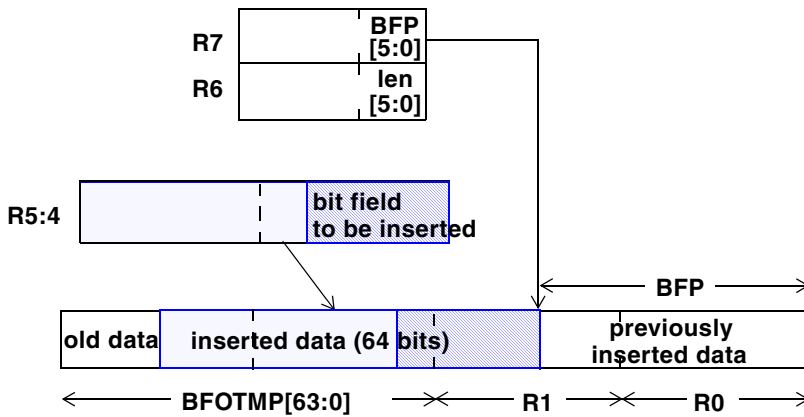 R7
BFP
[5:0]
R6
len
[5:0]
R5:4
bit field
to be inserted
BFP
old data
inserted data (64 bits)
previously
inserted data
BFOTMP[63:0]
R1
R0